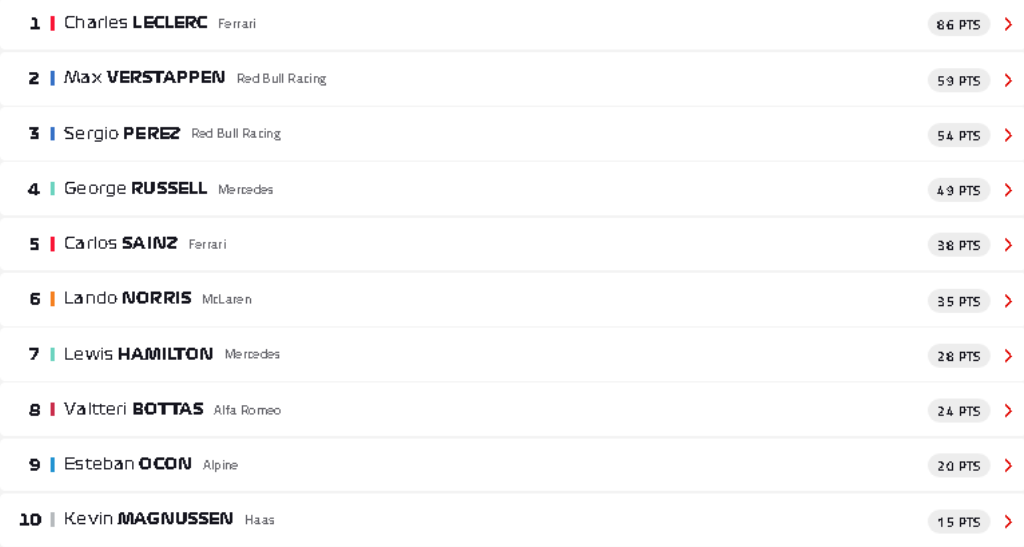 1 Charles LECLERC Ferrari 86 PTS
2 Max VERSTAPPEN Red Bull Racing 59 PTS
3 Sergio PEREZ Red Bull Racing 54 PTS
4 George RUSSELL Mercedes 49 PTS
5 Carlos SAINZ Ferrari 38 PTS
6 Lando NORRIS McLaren 35 PTS
7 Lewis HAMILTON Mercedes 28 PTS
8 Valtteri BOTTAS Alfa Romeo 24 PTS
9 Esteban OCON Alpine 20 PTS
10 Kevin MAGNUSSEN Haas 15 PTS